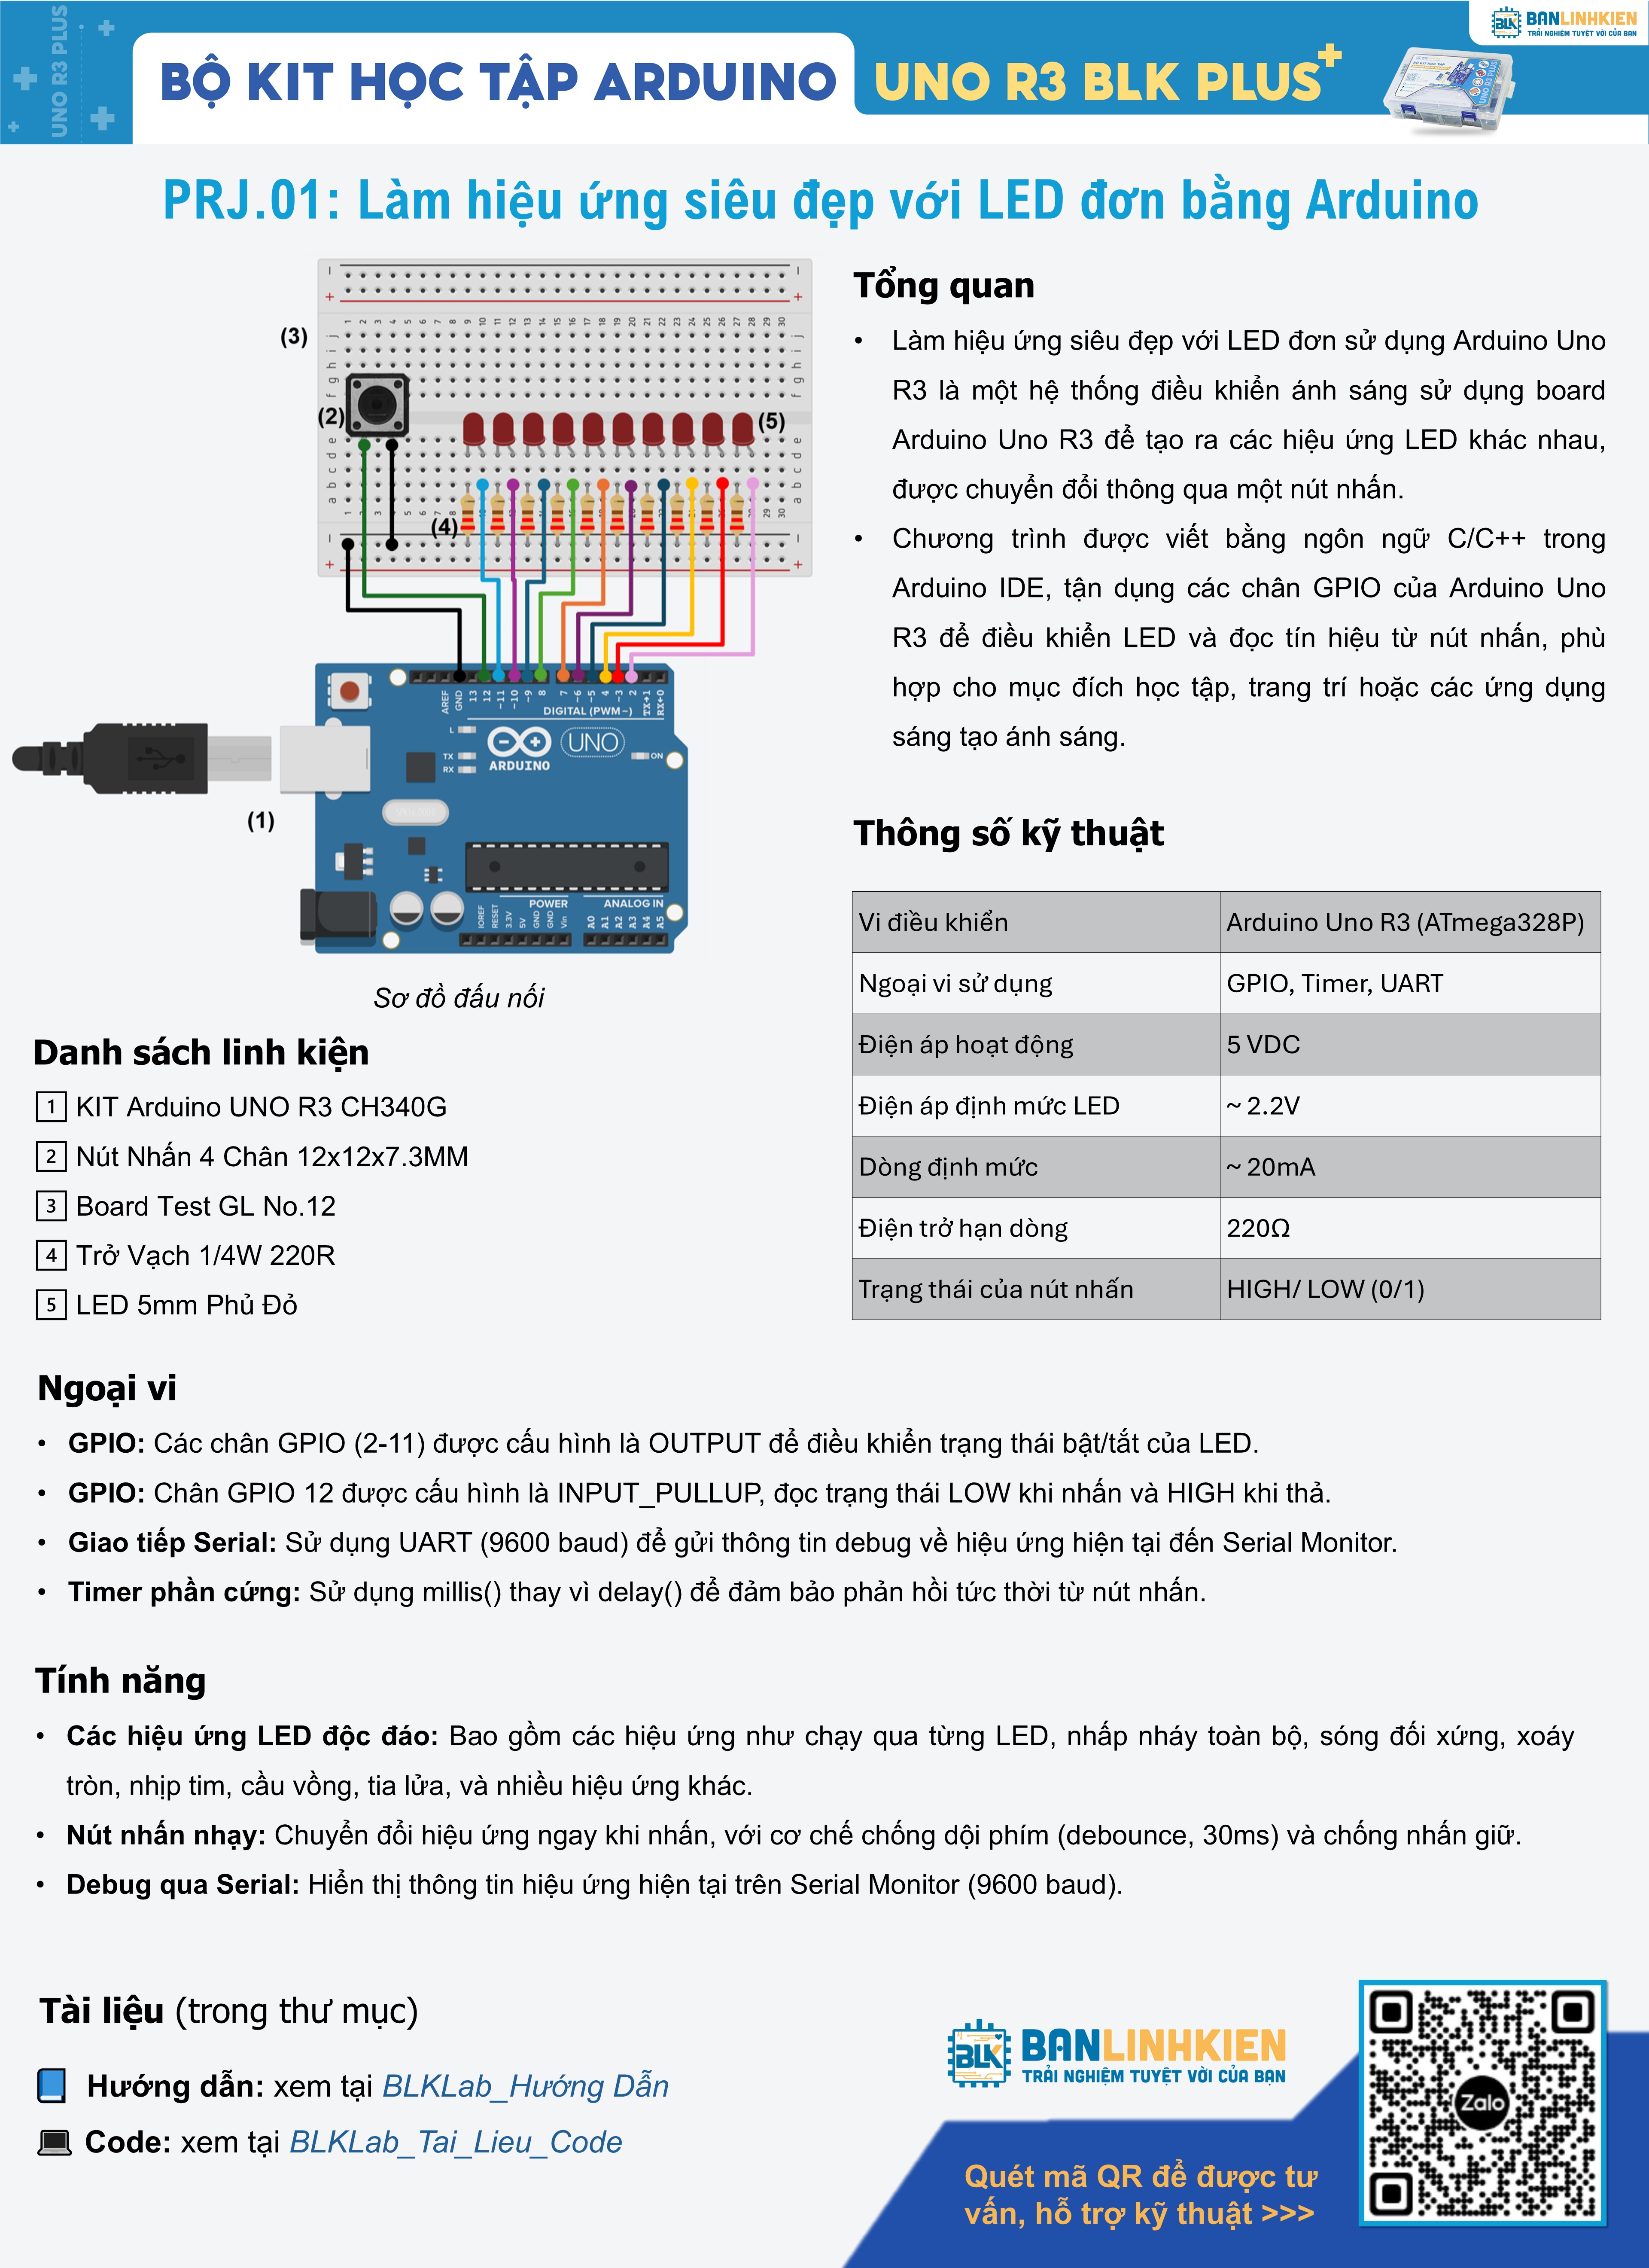 UNO R3 PLUS
BANLINHKIEN
TRẢI NGHIỆM TUYỆT VỜI CỦA BẠN
BỘ KIT HỌC TẬP ARDUINO
UNO R3 BLK PLUS+
PRJ.01: Làm hiệu ứng siêu đẹp với LED đơn bằng Arduino
(3)
(2)
(5)
(4)
(1)
AREF
GND
13
12
~11
~10
~9
8
7
~6
~5
4
~3
2
TX→1
RX←0
DIGITAL (PWM~)
L
TX
RX
ARDUINO
UNO
ON
POWER
ANALOG IN
IOREF
RESET
3.3V
5V
GND
GND
Vin
A0
A1
A2
A3
A4
A5
Sơ đồ đấu nối
Danh sách linh kiện
1 KIT Arduino UNO R3 CH340G
2 Nút Nhấn 4 Chân 12x12x7.3MM
3 Board Test GL No.12
4 Trở Vạch 1/4W 220R
5 LED 5mm Phủ Đỏ
Tổng quan
• Làm hiệu ứng siêu đẹp với LED đơn sử dụng Arduino Uno
R3 là một hệ thống điều khiển ánh sáng sử dụng board
Arduino Uno R3 để tạo ra các hiệu ứng LED khác nhau,
được chuyển đổi thông qua một nút nhấn.
• Chương trình được viết bằng ngôn ngữ C/C++ trong
Arduino IDE, tận dụng các chân GPIO của Arduino Uno
R3 để điều khiển LED và đọc tín hiệu từ nút nhấn, phù
hợp cho mục đích học tập, trang trí hoặc các ứng dụng
sáng tạo ánh sáng.
Thông số kỹ thuật
Vi điều khiển Arduino Uno R3 (ATmega328P)
Ngoại vi sử dụng GPIO, Timer, UART
Điện áp hoạt động 5 VDC
Điện áp định mức LED ~ 2.2V
Dòng định mức ~ 20mA
Điện trở hạn dòng 220Ω
Trạng thái của nút nhấn HIGH/ LOW (0/1)
Ngoại vi
• GPIO: Các chân GPIO (2-11) được cấu hình là OUTPUT để điều khiển trạng thái bật/tắt của LED.
• GPIO: Chân GPIO 12 được cấu hình là INPUT_PULLUP, đọc trạng thái LOW khi nhấn và HIGH khi thả.
• Giao tiếp Serial: Sử dụng UART (9600 baud) để gửi thông tin debug về hiệu ứng hiện tại đến Serial Monitor.
• Timer phần cứng: Sử dụng millis() thay vì delay() để đảm bảo phản hồi tức thời từ nút nhấn.
Tính năng
• Các hiệu ứng LED độc đáo: Bao gồm các hiệu ứng như chạy qua từng LED, nhấp nháy toàn bộ, sóng đối xứng, xoáy
tròn, nhịp tim, cầu vồng, tia lửa, và nhiều hiệu ứng khác.
• Nút nhấn nhạy: Chuyển đổi hiệu ứng ngay khi nhấn, với cơ chế chống dội phím (debounce, 30ms) và chống nhấn giữ.
• Debug qua Serial: Hiển thị thông tin hiệu ứng hiện tại trên Serial Monitor (9600 baud).
Tài liệu (trong thư mục)
Hướng dẫn: xem tại BLKLab_Hướng Dẫn
Code: xem tại BLKLab_Tai_Lieu_Code
BLK
BANLINHKIEN
TRẢI NGHIỆM TUYỆT VỜI CỦA BẠN
Quét mã QR để được tư
vấn, hỗ trợ kỹ thuật >>>
Zalo